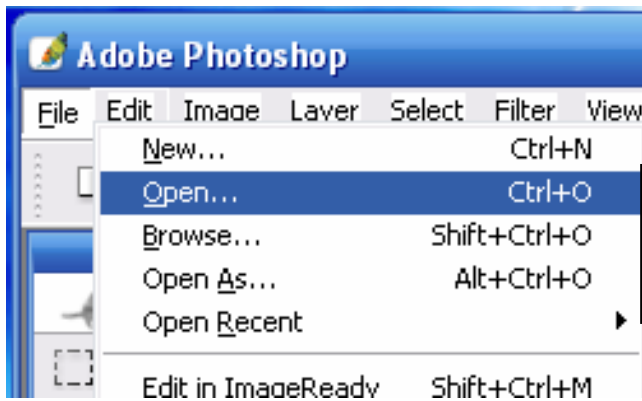 Adobe Photoshop
File Edit Image Layer Select Filter View
New... Ctrl+N
Open... Ctrl+O
Browse... Shift+Ctrl+O
Open As... Alt+Ctrl+O
Open Recent
Edit in ImageReady Shift+Ctrl+M